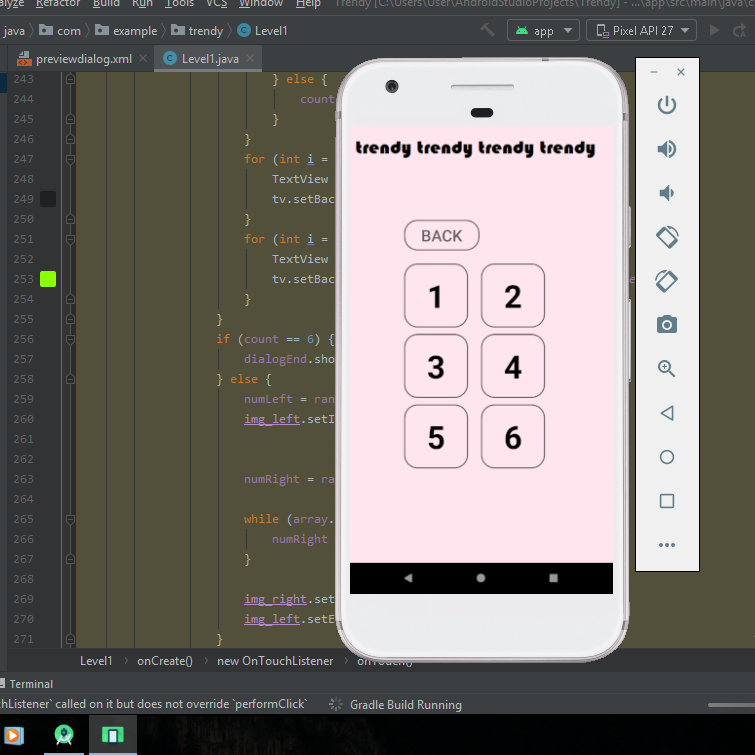 alyze Refactor Build Run Tools VCS Window Help Trendy [C:\Users\User\AndroidStudioProjects\Trendy] - ...\app\src\main\java\c
java com example trendy Level1
app Pixel API 27
previewdialog.xml Level1.java
243 } else {
244 count
245 }
246 }
247 for (int i =
248 TextView
249 tv.setBac
250 }
251 for (int i =
252 TextView
253 tv.setBac
254 }
255 }
256 if (count == 6) {
257 dialogEnd.sho
258 } else {
259 numLeft = ran
260 img_left.setI
262
263 numRight = ra
264
265 while (array.
266 numRight
267 }
268
269 img_right.set
270 img_left.setE
271 }
trendy trendy trendy trendy
BACK
1 2
3 4
5 6
Level1 onCreate() new OnTouchListener onTouch()
Terminal
hListener` called on it but does not override `performClick` Gradle Build Running